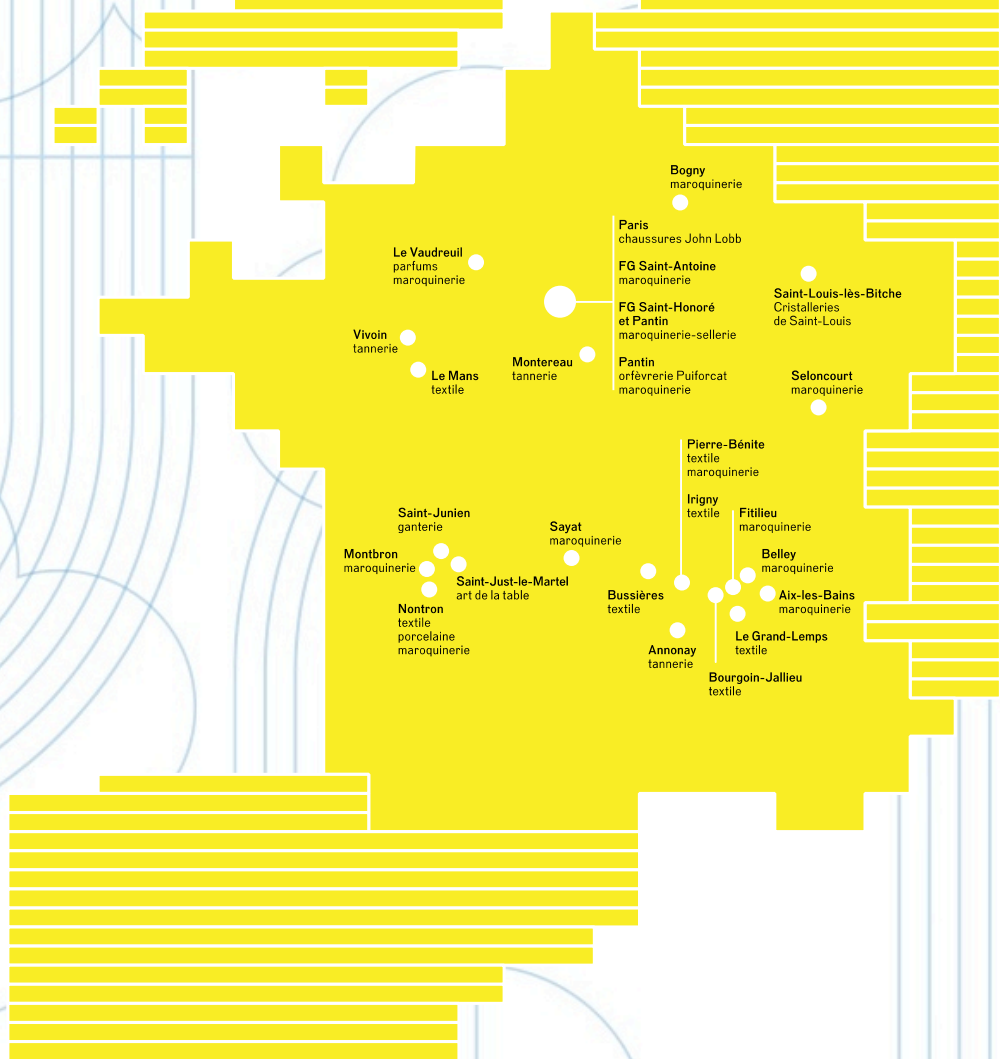 Bogny
maroquinerie
Paris
chaussures John Lobb
FG Saint-Antoine
maroquinerie
FG Saint-Honoré
et Pantin
maroquinerie-sellerie
Pantin
orfèvrerie Puiforcat
maroquinerie
Le Vaudreuil
parfums
maroquinerie
Saint-Louis-lès-Bitche
Cristalleries
de Saint-Louis
Vivoin
tannerie
Le Mans
textile
Montereau
tannerie
Seloncourt
maroquinerie
Pierre-Bénite
textile
maroquinerie
Irigny
textile
Fitilieu
maroquinerie
Saint-Junien
ganterie
Sayat
maroquinerie
Montbron
maroquinerie
Belley
maroquinerie
Saint-Just-le-Martel
art de la table
Bussières
textile
Aix-les-Bains
maroquinerie
Nontron
textile
porcelaine
maroquinerie
Le Grand-Lemps
textile
Annonay
tannerie
Bourgoin-Jallieu
textile